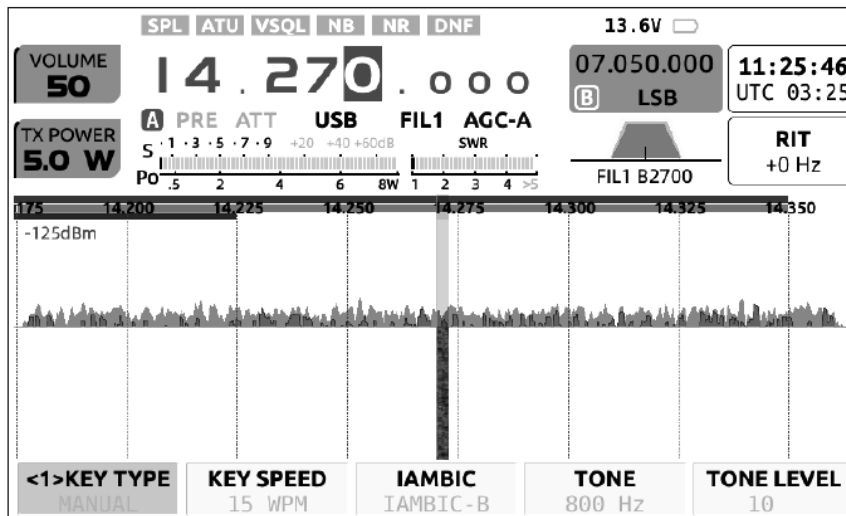 SPL ATU VSQL NB NR DNF 13.6V
VOLUME
50
14.270.000
07.050.000
B LSB
11:25:46
UTC 03:25
TX POWER
5.0 W
A PRE ATT USB FIL1 AGC-A
S ·1 ·3 ·5 ·7 ·9 +20 +40 +60dB SWR
Po .5 2 4 6 8W 1 2 3 4 >5
FIL1 B2700
RIT
+0 Hz
175 14.200 14.225 14.250 14.275 14.300 14.325 14.350
-125dBm
<1>KEY TYPE KEY SPEED IAMBIC TONE TONE LEVEL
MANUAL 15 WPM IAMBIC-B 800 Hz 10